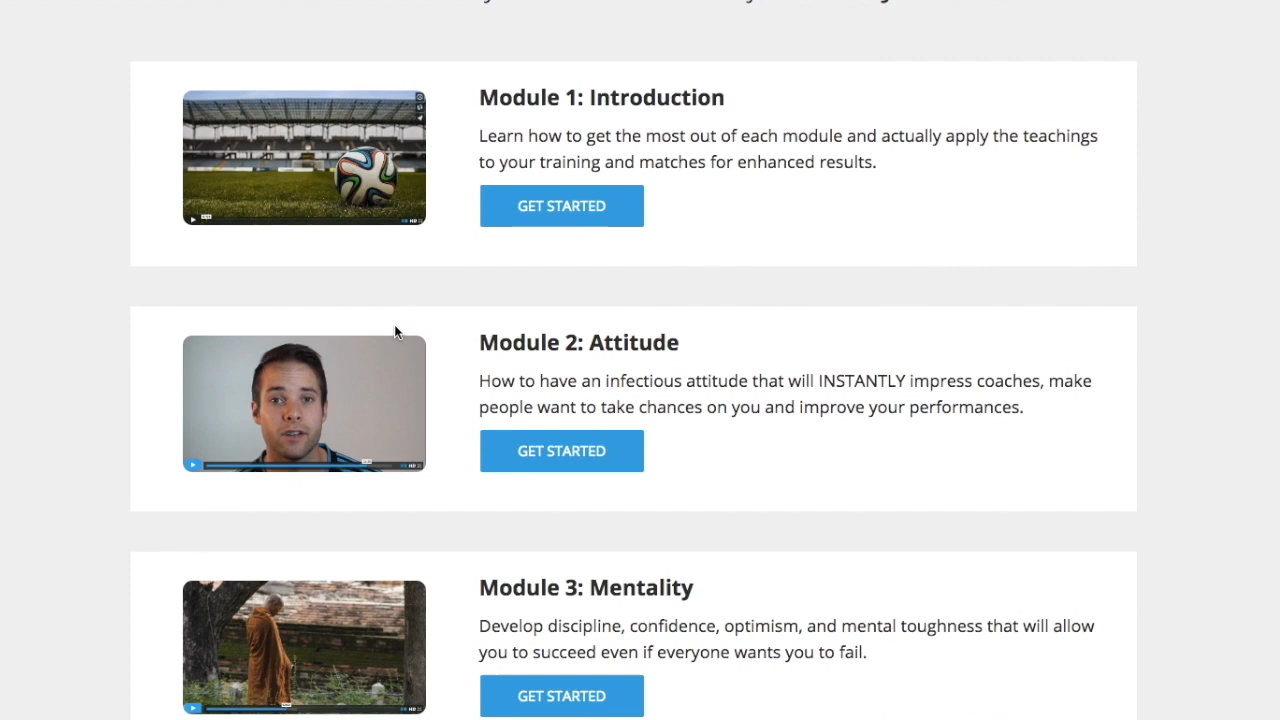 Module 1: Introduction
Learn how to get the most out of each module and actually apply the teachings
to your training and matches for enhanced results.
GET STARTED
Module 2: Attitude
How to have an infectious attitude that will INSTANTLY impress coaches, make
people want to take chances on you and improve your performances.
GET STARTED
Module 3: Mentality
Develop discipline, confidence, optimism, and mental toughness that will allow
you to succeed even if everyone wants you to fail.
GET STARTED